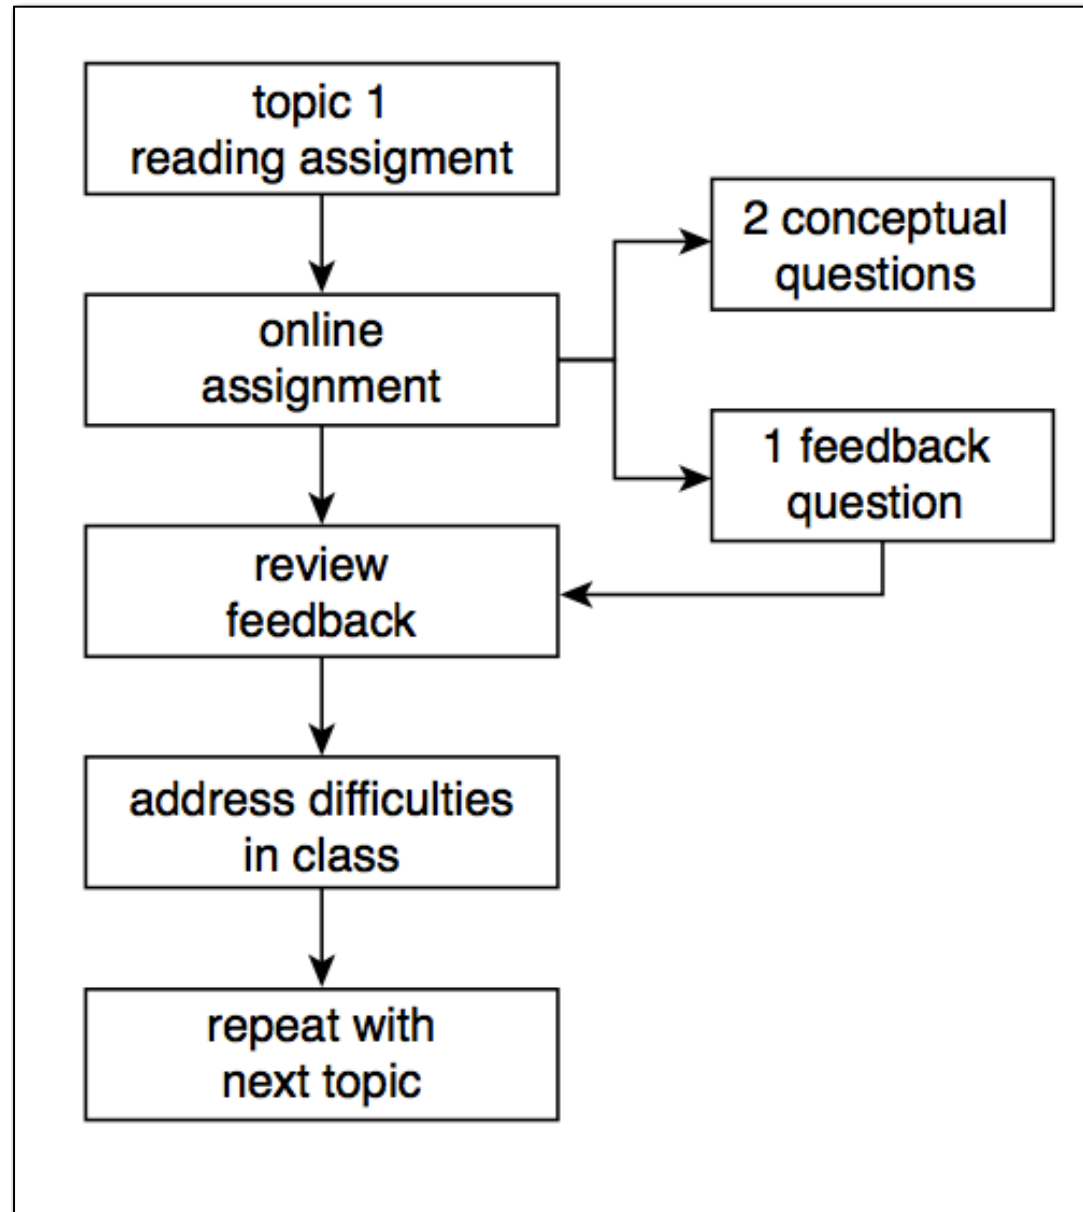 topic 1
reading assigment
online
assignment
2 conceptual
questions
1 feedback
question
review
feedback
address difficulties
in class
repeat with
next topic